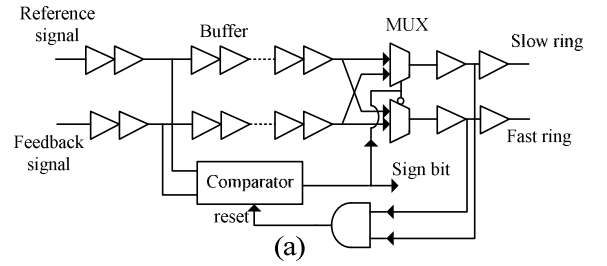 Reference
signal
Buffer
MUX
Slow ring
Feedback
signal
Fast ring
Comparator
Sign bit
reset
(a)